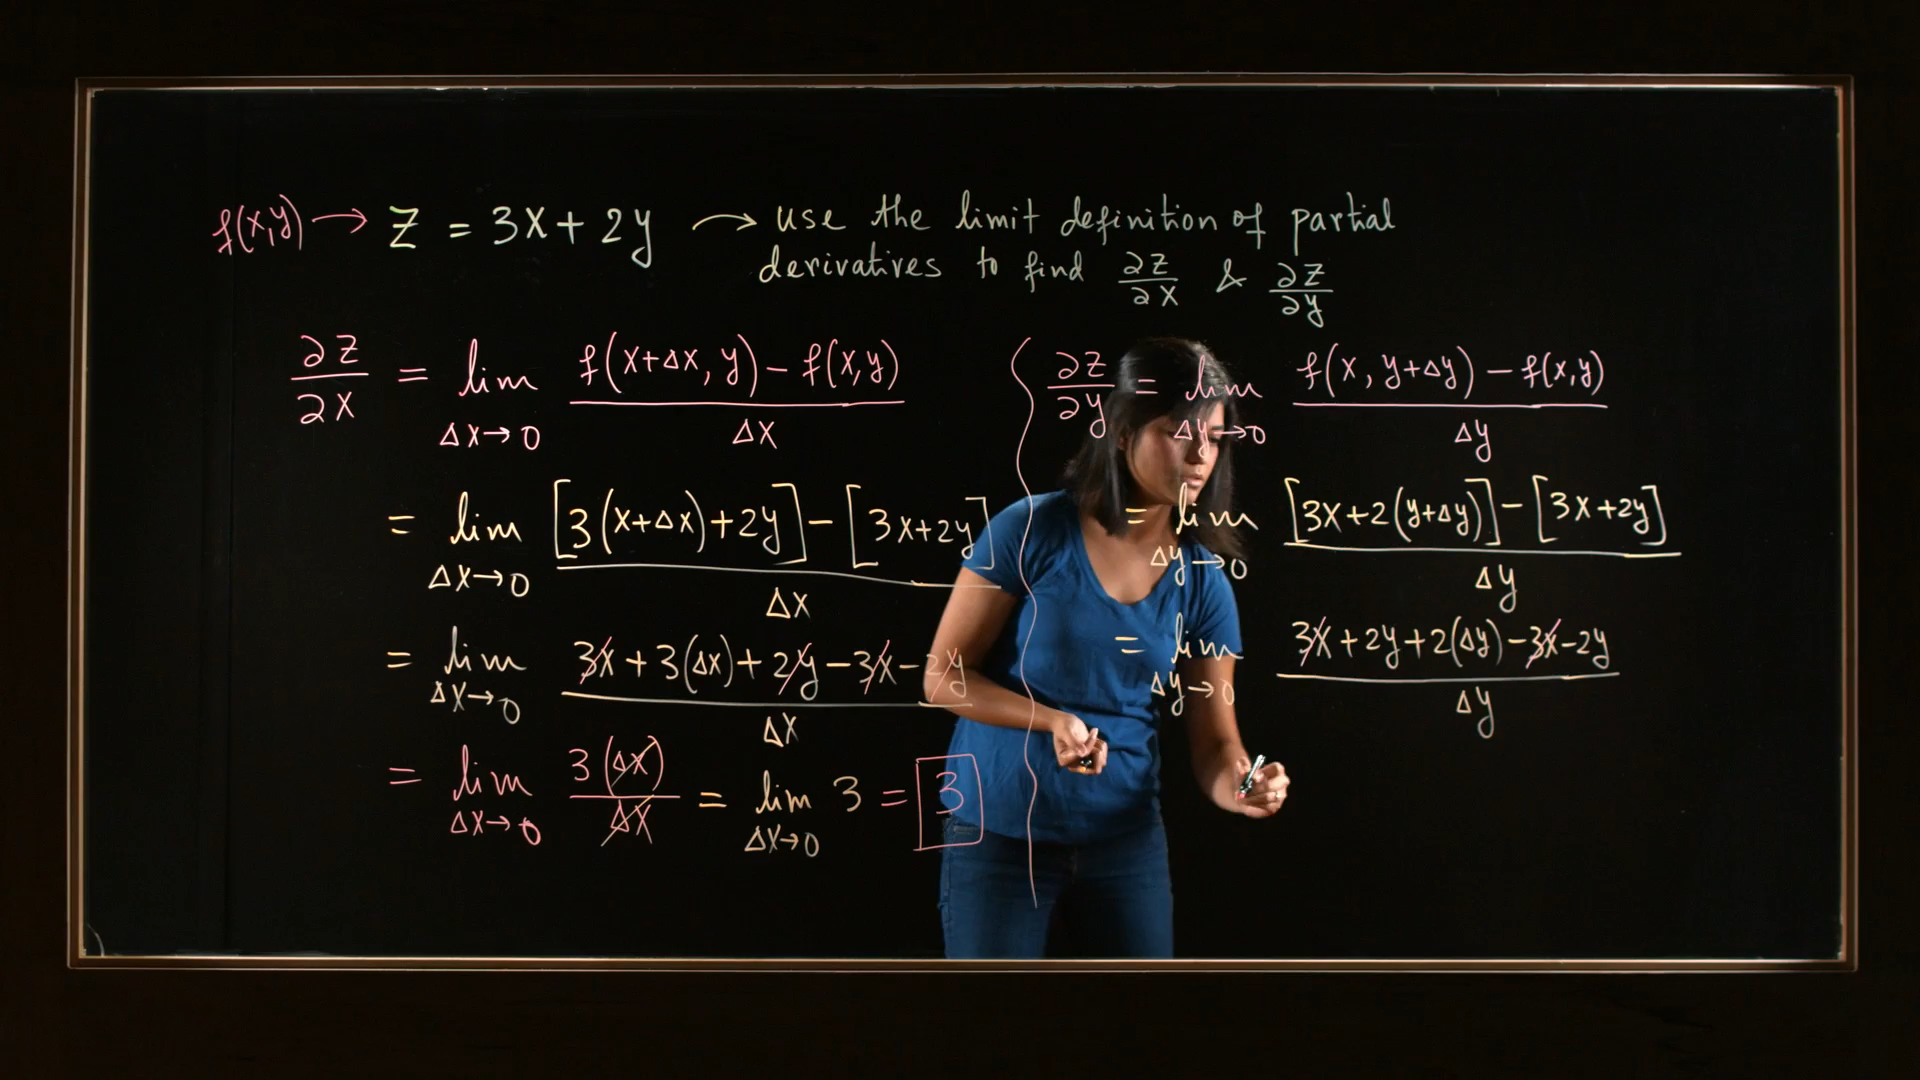 f(x,y) → Z = 3x + 2y → use the limit definition of partial
derivatives to find ∂Z/∂x & ∂Z/∂y
∂Z/∂x = lim Δx→0 f(x+Δx, y) − f(x,y) / Δx
= lim Δx→0 [3(x+Δx)+2y] − [3x+2y] / Δx
= lim Δx→0 3x + 3(Δx) + 2y − 3x − 2y / Δx
= lim Δx→0 3(Δx) / Δx = lim Δx→0 3 = 3
∂Z/∂y = lim Δy→0 f(x, y+Δy) − f(x,y) / Δy
= lim Δy→0 [3x+2(y+Δy)] − [3x+2y] / Δy
= lim Δy→0 3x + 2y + 2(Δy) − 3x − 2y / Δy